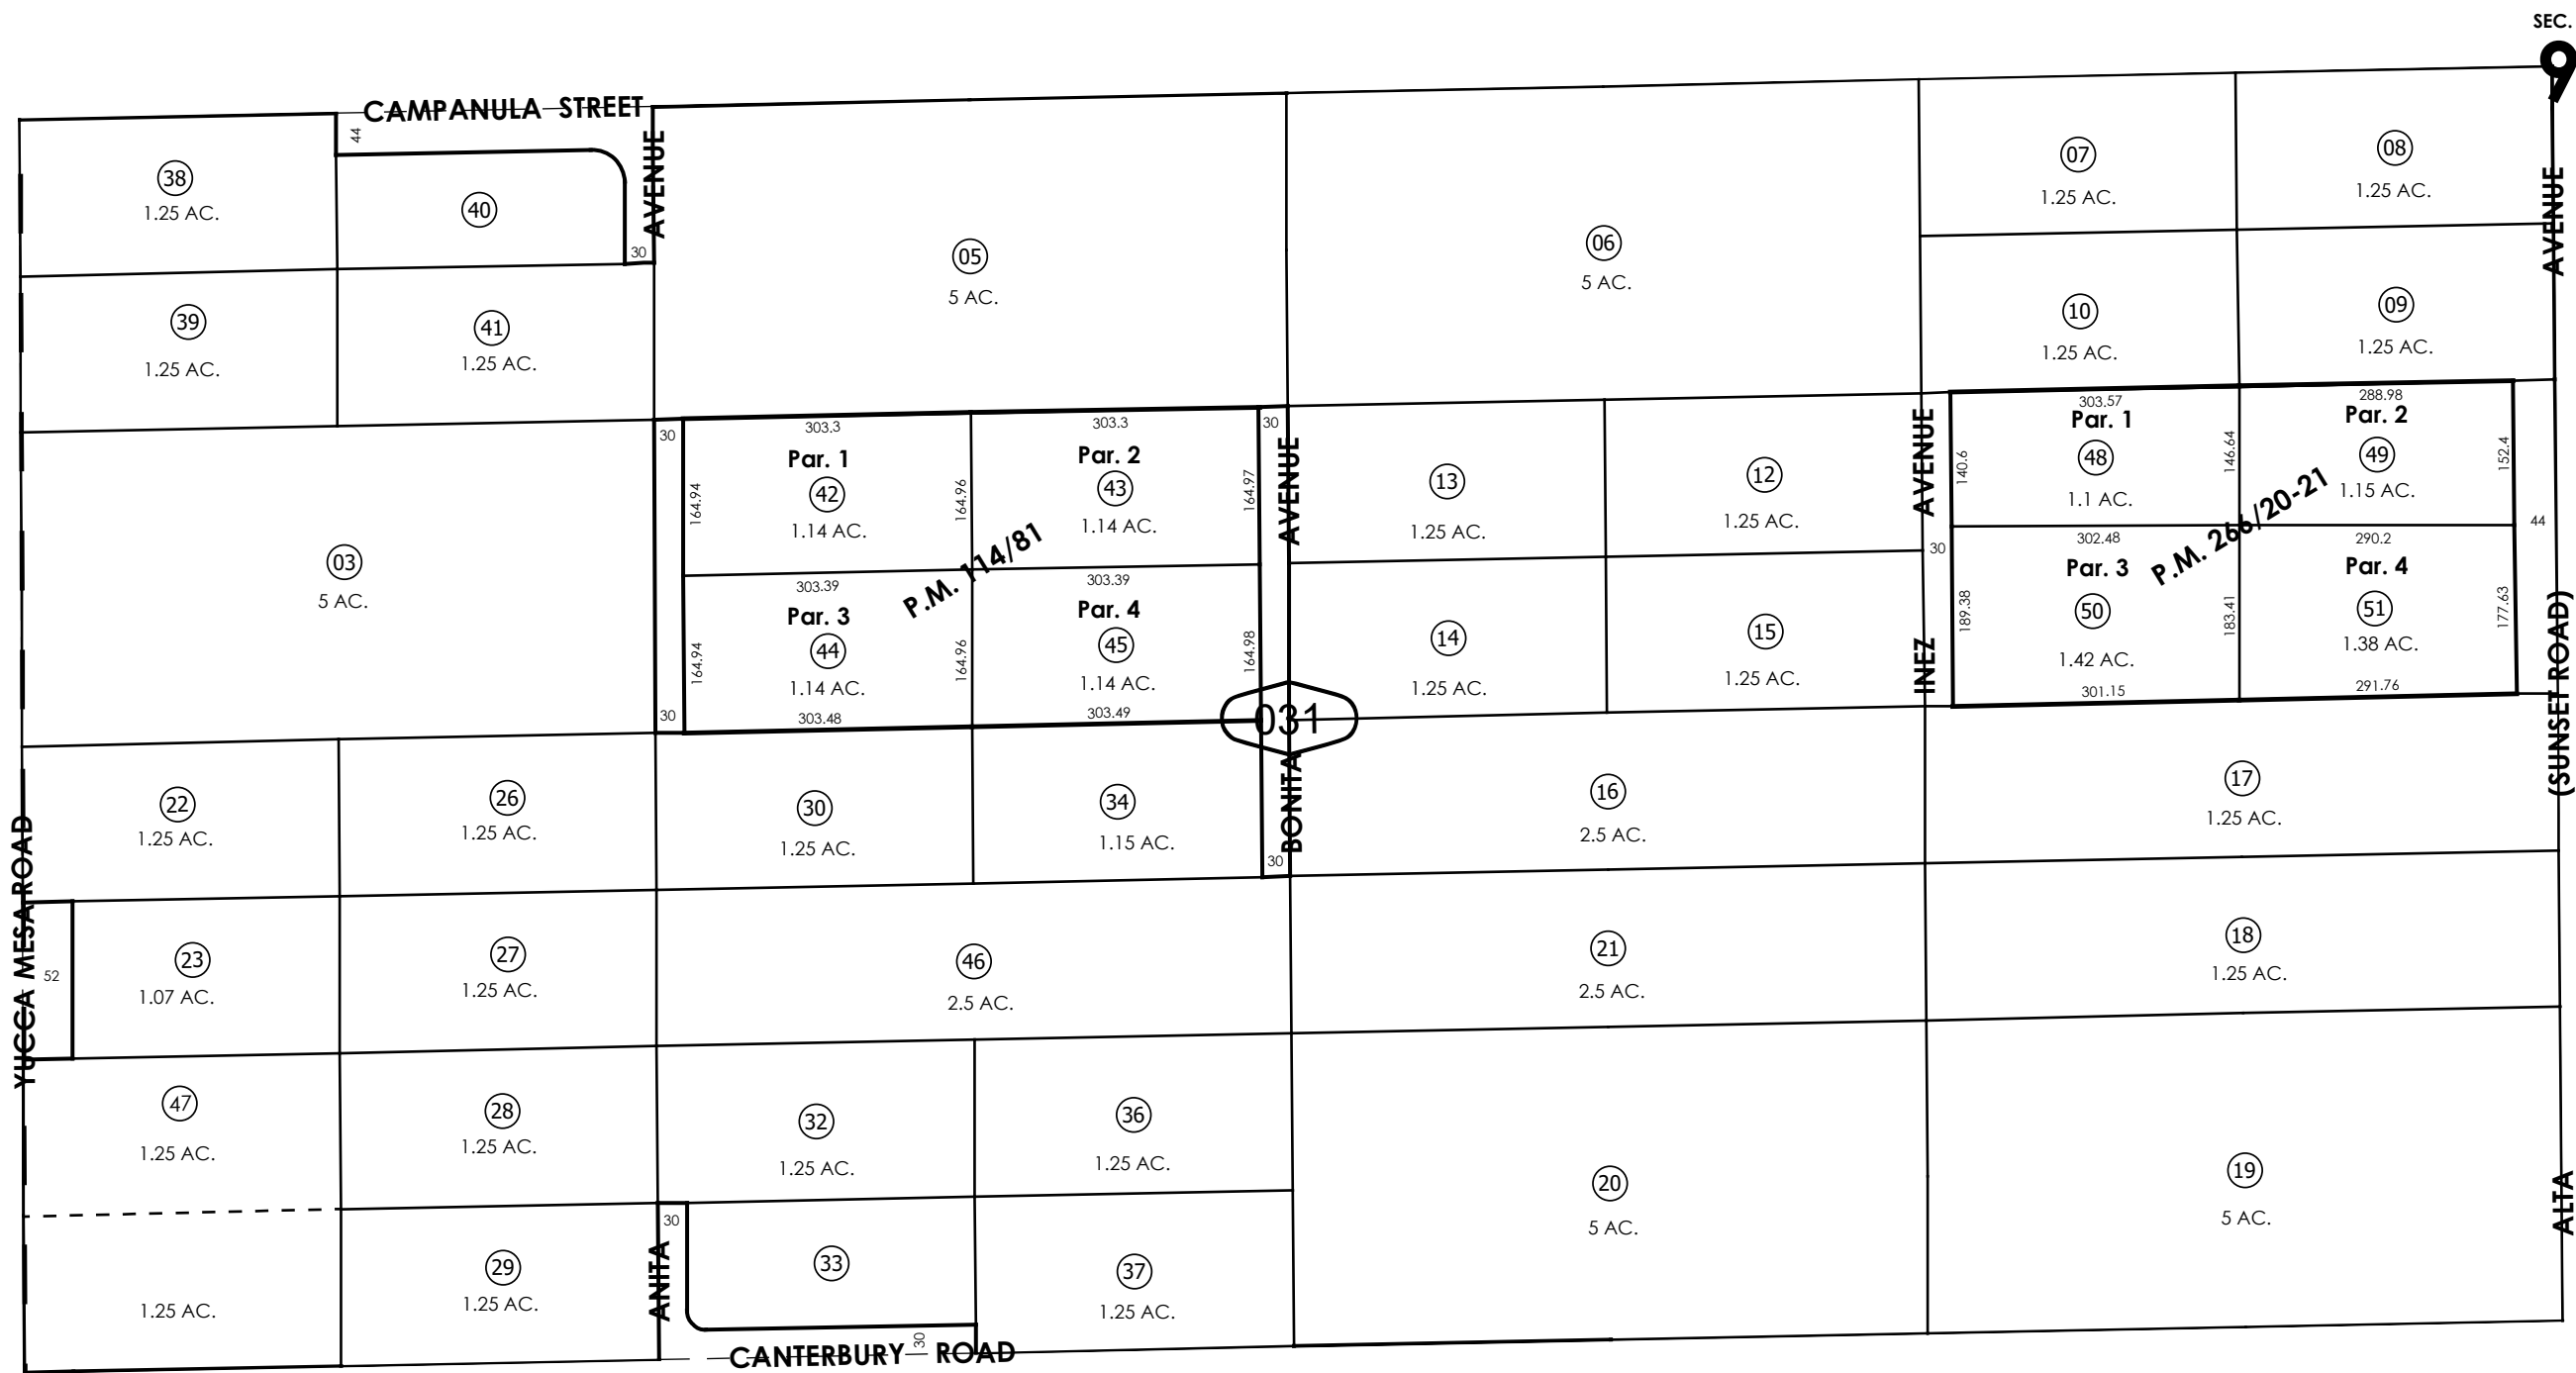 SEC.
9
CAMPANULA STREET
44
AVENUE
30
38
1.25 AC.
40
39
1.25 AC.
41
1.25 AC.
05
5 AC.
06
5 AC.
07
1.25 AC.
08
1.25 AC.
10
1.25 AC.
09
1.25 AC.
AVENUE
03
5 AC.
30
30
303.3
Par. 1
42
1.14 AC.
164.94
164.96
303.3
Par. 2
43
1.14 AC.
164.97
30
P.M. 114/81
303.39
Par. 3
44
1.14 AC.
164.94
164.96
303.48
303.39
Par. 4
45
1.14 AC.
164.98
303.49
AVENUE
BONITA
031
30
13
1.25 AC.
12
1.25 AC.
14
1.25 AC.
15
1.25 AC.
AVENUE
INEZ
30
303.57
Par. 1
48
1.1 AC.
140.6
146.64
288.98
Par. 2
49
1.15 AC.
152.4
P.M. 266/20-21
302.48
Par. 3
50
1.42 AC.
189.38
183.41
301.15
290.2
Par. 4
51
1.38 AC.
177.63
291.76
44
(SUNSET ROAD)
22
1.25 AC.
26
1.25 AC.
30
1.25 AC.
34
1.15 AC.
16
2.5 AC.
17
1.25 AC.
YUCCA MESA ROAD
52
23
1.07 AC.
27
1.25 AC.
46
2.5 AC.
21
2.5 AC.
18
1.25 AC.
47
1.25 AC.
28
1.25 AC.
32
1.25 AC.
36
1.25 AC.
20
5 AC.
19
5 AC.
ALTA
1.25 AC.
29
1.25 AC.
ANITA
30
33
37
1.25 AC.
30
CANTERBURY ROAD